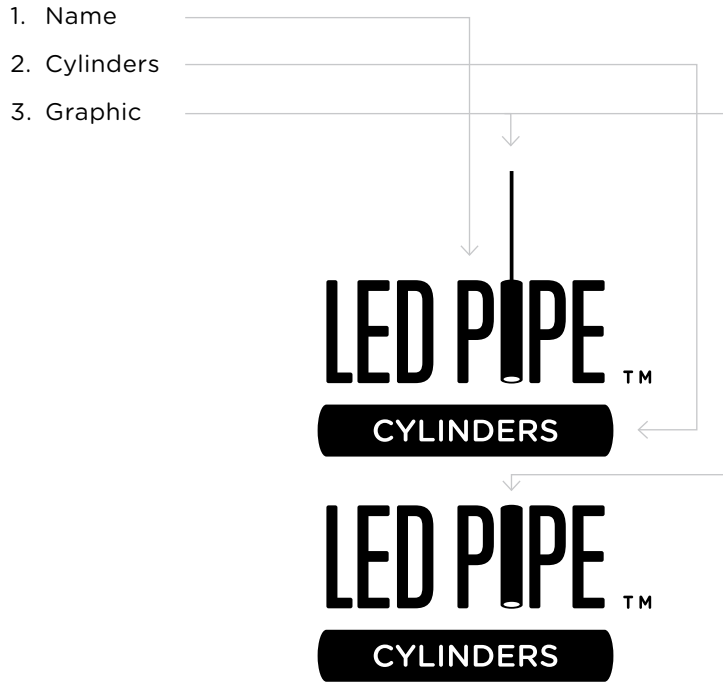 1. Name
2. Cylinders
3. Graphic
LED PIPE ™
CYLINDERS
LED PIPE ™
CYLINDERS